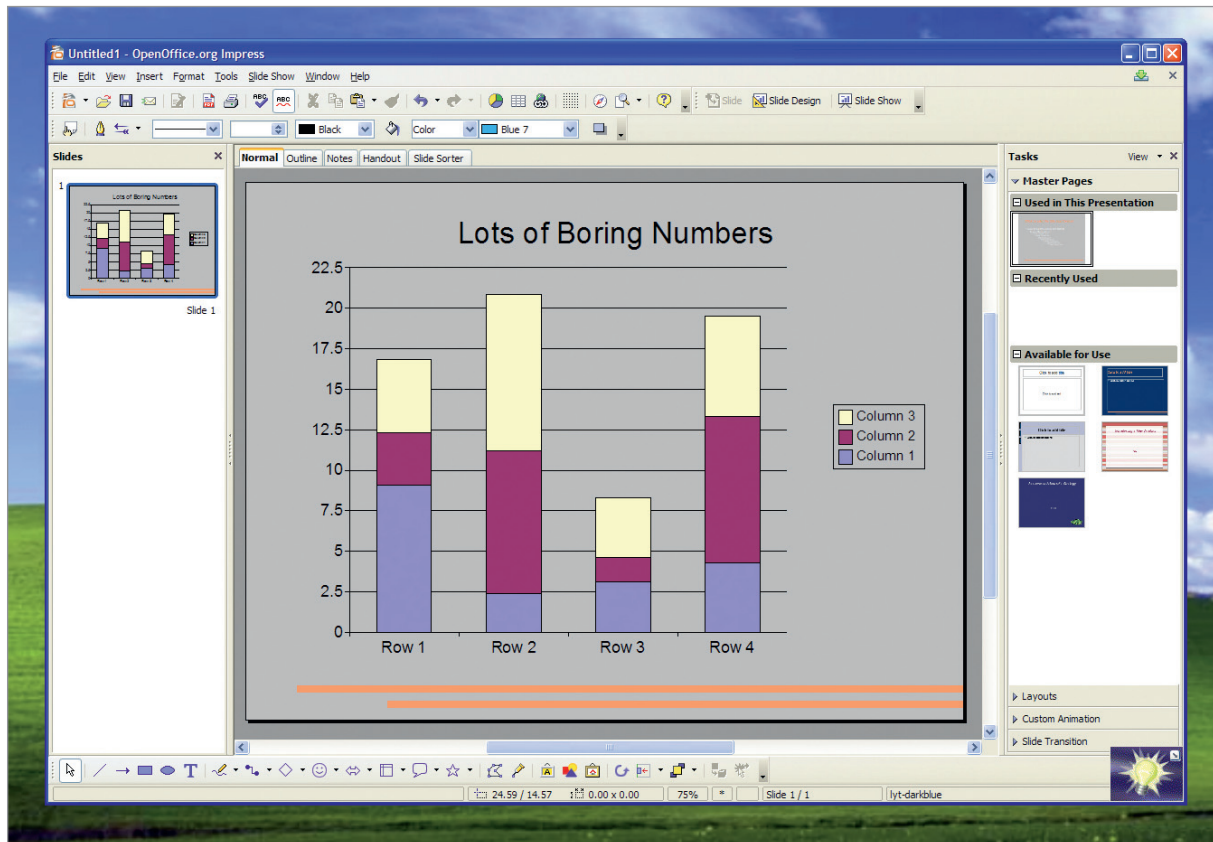 Untitled1 - OpenOffice.org Impress
File Edit View Insert Format Tools Slide Show Window Help
Slide Slide Design Slide Show
Black Color Blue 7
Slides
Normal Outline Notes Handout Slide Sorter
Tasks View
1
Lots of Boring Numbers
Slide 1
Lots of Boring Numbers
22.5
20
17.5
15
12.5
10
7.5
5
2.5
0
Row 1 Row 2 Row 3 Row 4
Column 3
Column 2
Column 1
Master Pages
Used in This Presentation
Recently Used
Available for Use
Layouts
Custom Animation
Slide Transition
24.59 / 14.57 0.00 x 0.00 75% * Slide 1 / 1 lyt-darkblue